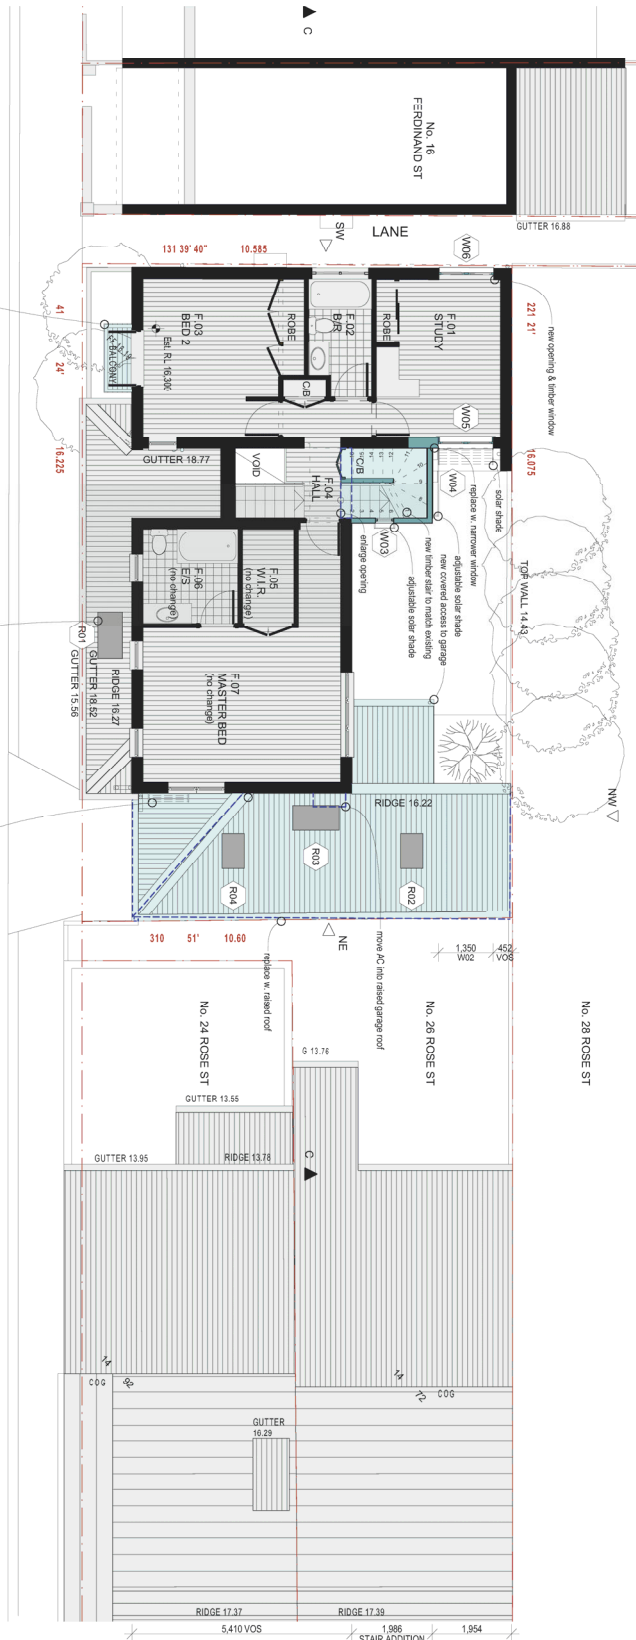 C
No. 16
FERDINAND ST
GUTTER 16.88
LANE
SW
W06
131 39' 40"
10.585
41
24'
16.225
221 21'
16.075
new opening & timber window
F.03
BED 2
Est. RL 16,300
BALCONY
ROBE
F.02
B/R
C/B
ROBE
F.01
STUDY
W05
GUTTER 18.77
VOID
F.04
HALL
C/B
W04
W03
solar shade
replace w. narrower window
adjustable solar shade
new covered access to garage
new timber stair to match existing
adjustable solar shade
enlarge opening
TOP WALL 14.43
F.06
E/S
(no change)
F.05
W.I.R.
(no change)
F.07
MASTER BED
(no change)
R01
RIDGE 16.27
GUTTER 18.52
GUTTER 15.56
NW
RIDGE 16.22
R03
R04
R02
310 51' 10.60
NE
replace w. raised roof
move AC into raised garage roof
1,350
W02
452
VOS
No. 24 ROSE ST
No. 26 ROSE ST
No. 28 ROSE ST
G 13.76
GUTTER 13.55
GUTTER 13.95
RIDGE 13.78
C
14
92
COG
14
72
COG
GUTTER
16.29
RIDGE 17.37
RIDGE 17.39
5,410 VOS
1,986
STAIR ADDITION
1,954